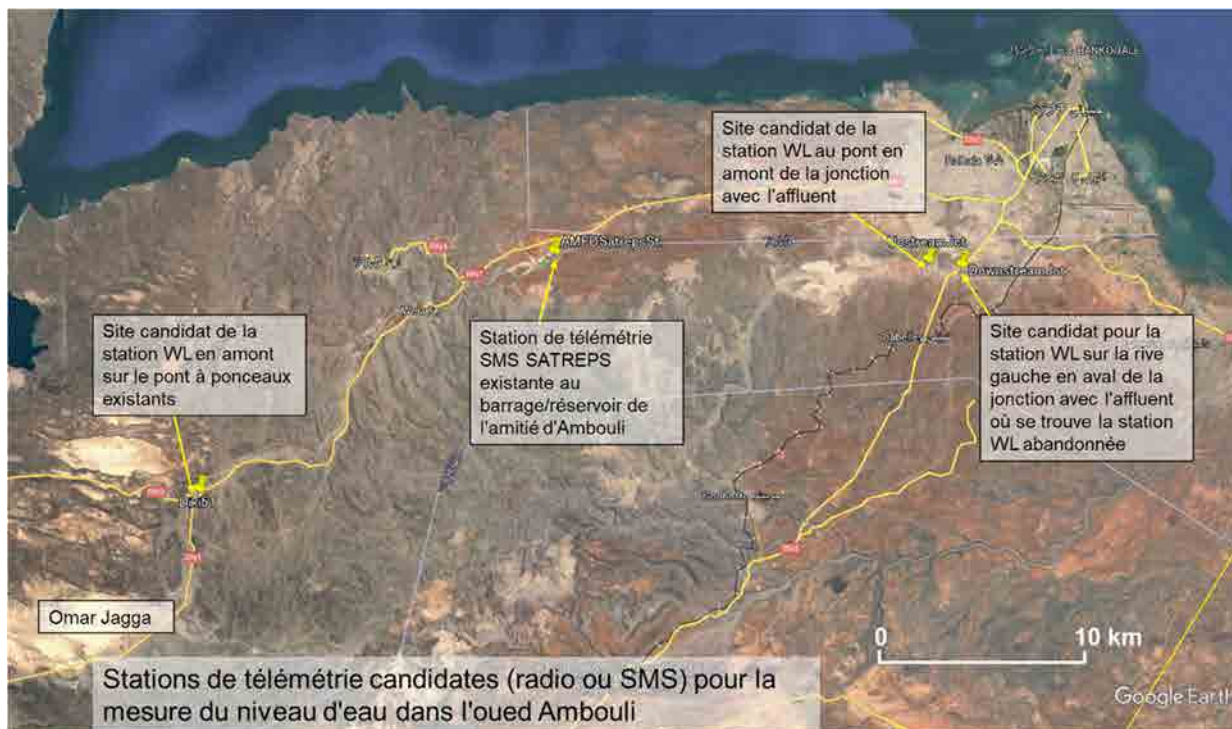 Site candidat de la
station WL au pont en
amont de la jonction
avec l'affluent
AMFDSatrepsSt.
DownstreamJct
Site candidat de la
station WL en amont
sur le pont à ponceaux
existants
Station de télémétrie
SMS SATREPS
existante au
barrage/réservoir de
l'amitié d'Ambouli
Site candidat pour la
station WL sur la rive
gauche en aval de la
jonction avec l'affluent
où se trouve la station
WL abandonnée
Omar Jagga
0
10 km
Stations de télémétrie candidates (radio ou SMS) pour la
mesure du niveau d'eau dans l'oued Ambouli
Google Earth